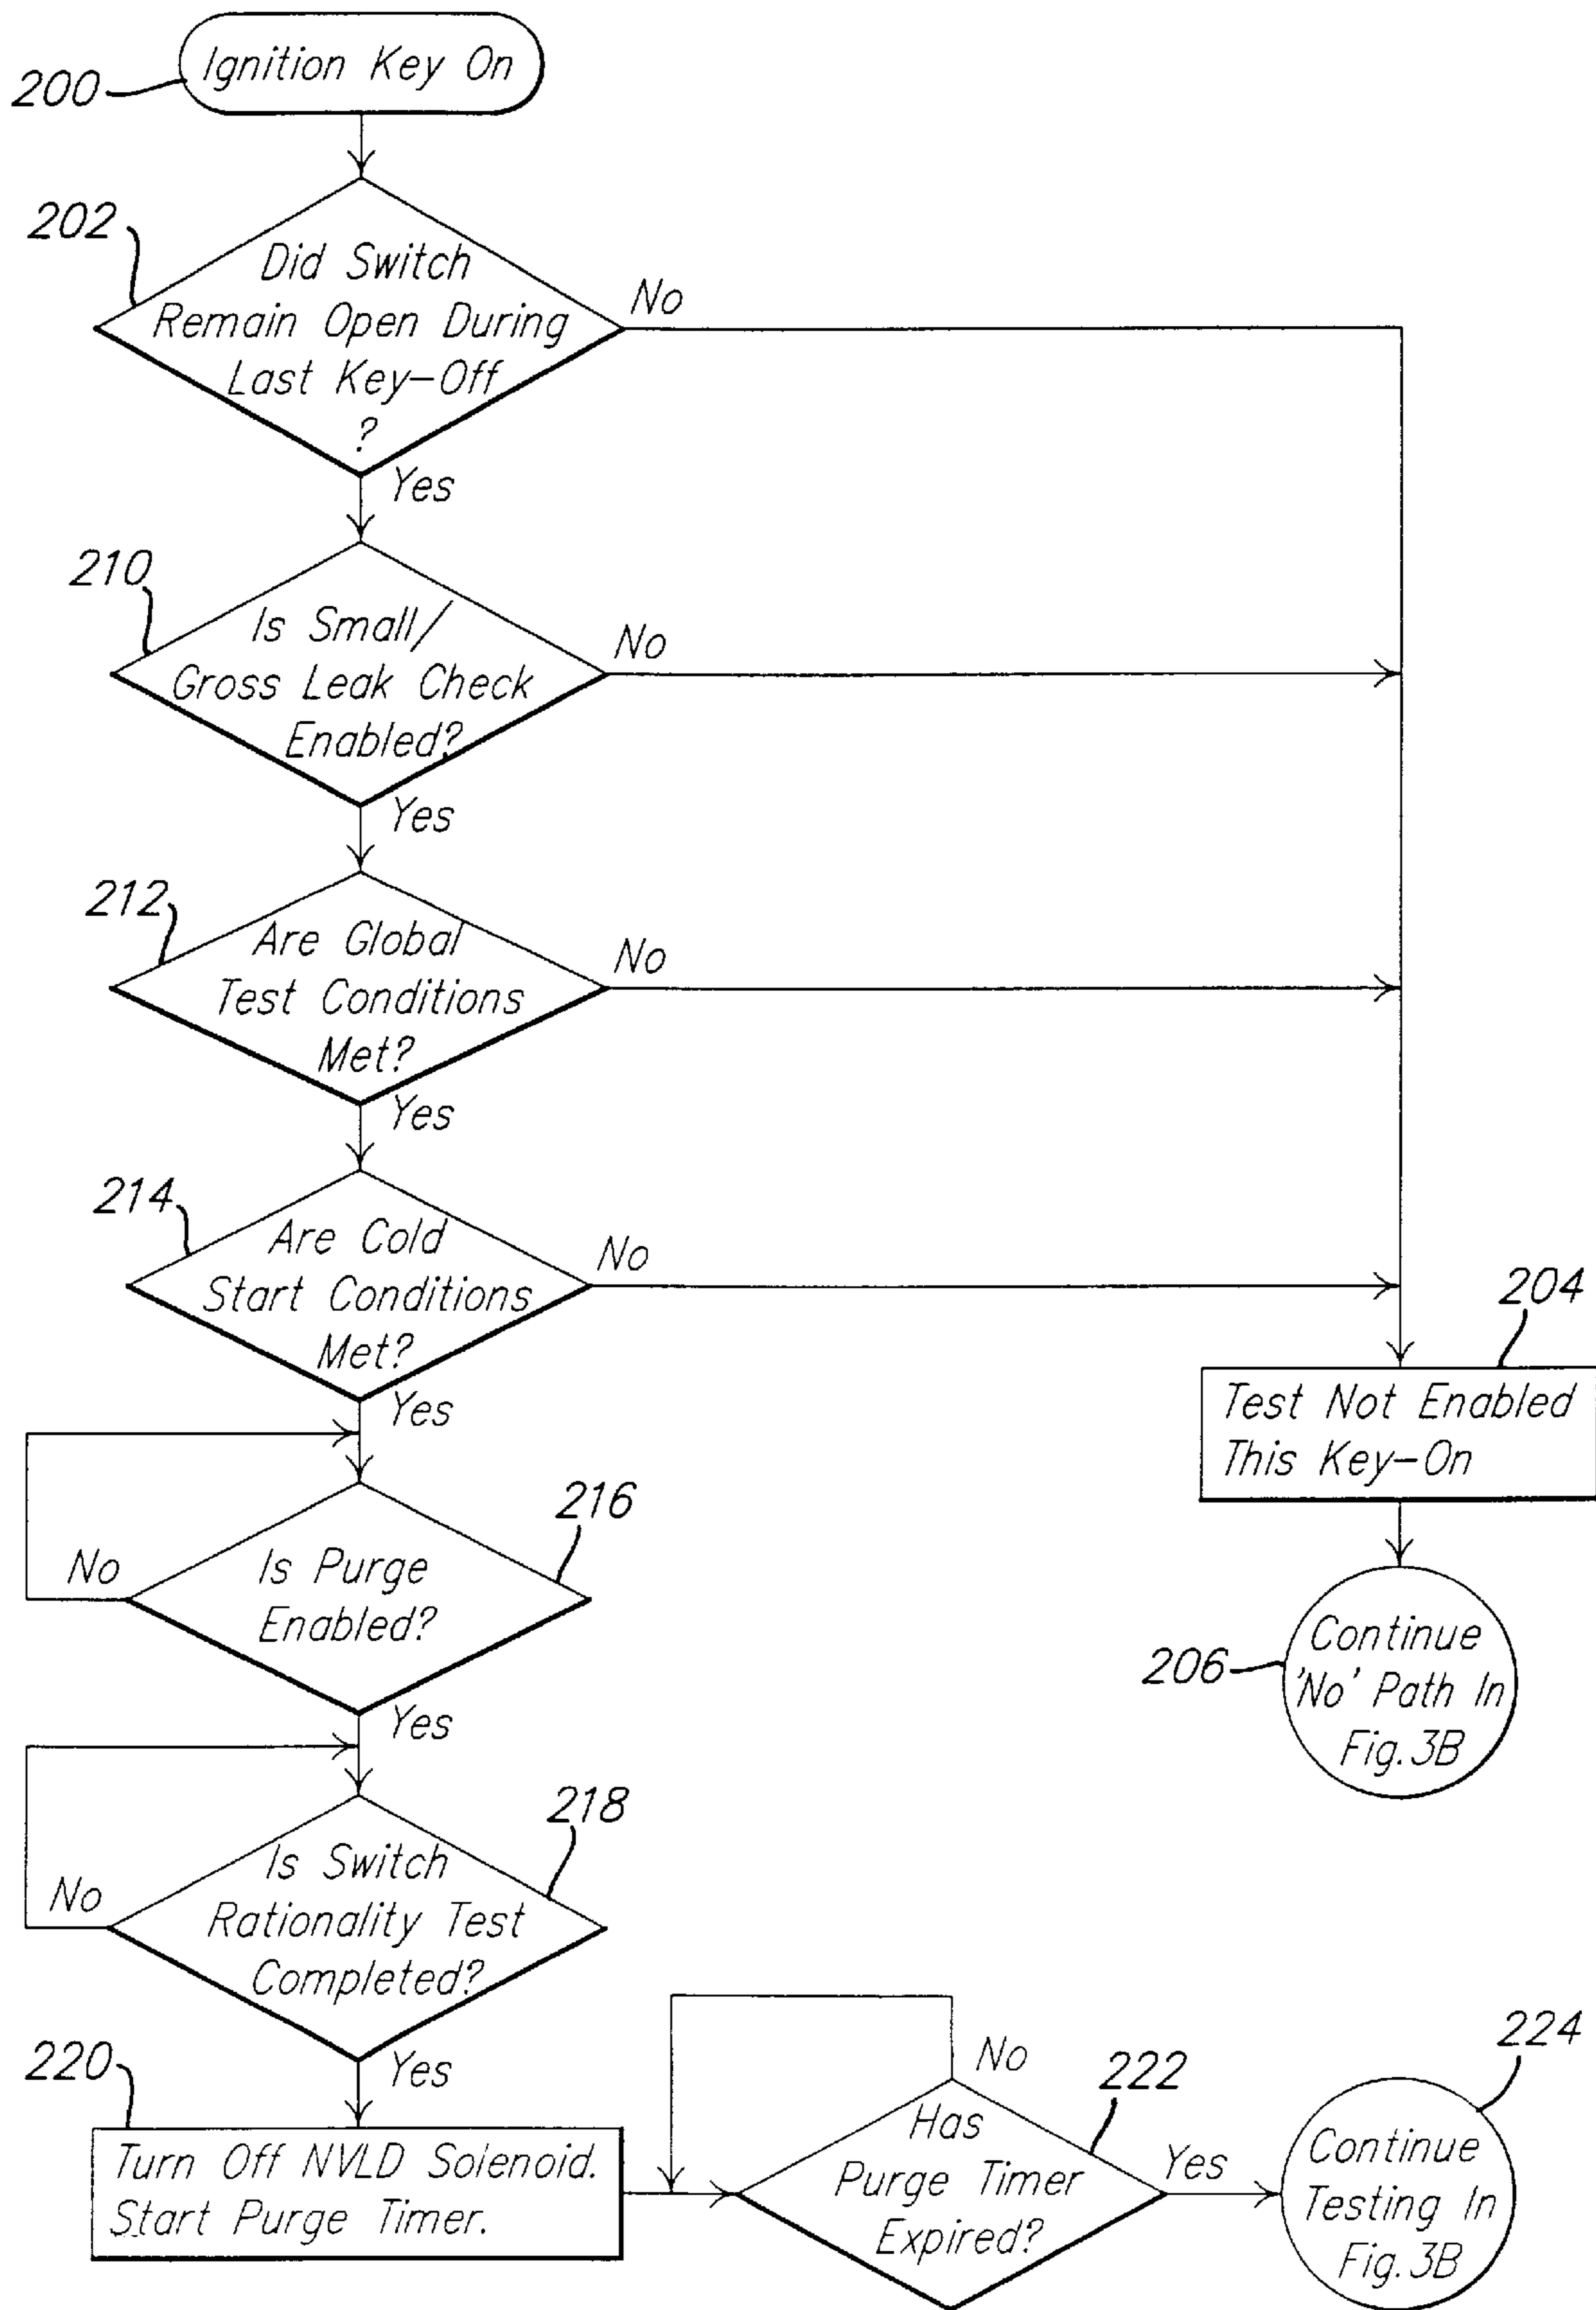 200
Ignition Key On
202
Did Switch
Remain Open During
Last Key-Off
?
No
Yes
210
Is Small/
Gross Leak Check
Enabled?
No
Yes
212
Are Global
Test Conditions
Met?
No
Yes
214
Are Cold
Start Conditions
Met?
No
Yes
204
Test Not Enabled
This Key-On
206
Continue
'No' Path In
Fig.3B
216
Is Purge
Enabled?
No
Yes
218
Is Switch
Rationality Test
Completed?
No
Yes
220
Turn Off NVLD Solenoid.
Start Purge Timer.
222
Has
Purge Timer
Expired?
No
Yes
224
Continue
Testing In
Fig.3B